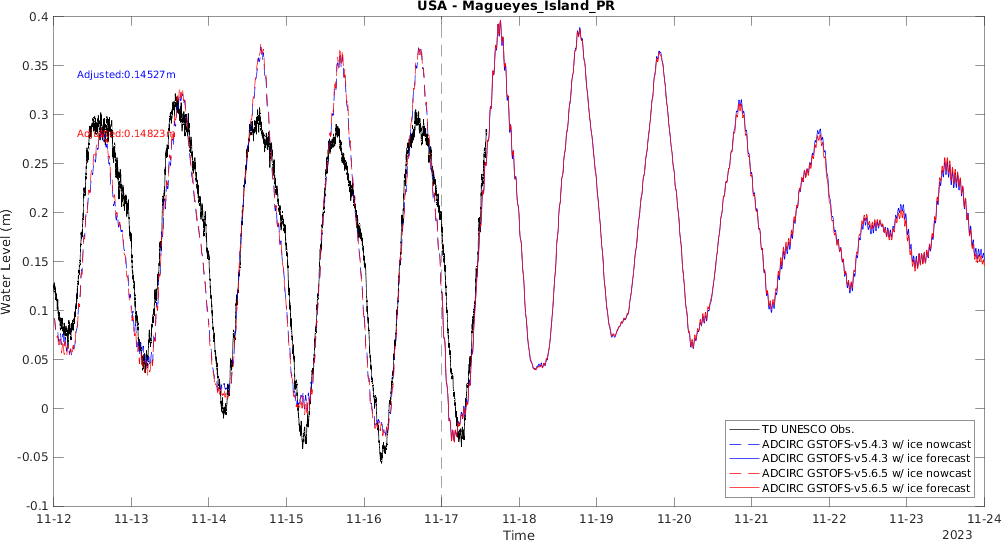 USA - Magueyes_Island_PR
0.4
0.35
0.3
0.25
0.2
0.15
0.1
0.05
0
-0.05
-0.1
Water Level (m)
Adjusted:0.14527m
Adjusted:0.14823m
TD UNESCO Obs.
ADCIRC GSTOFS-v5.4.3 w/ ice nowcast
ADCIRC GSTOFS-v5.4.3 w/ ice forecast
ADCIRC GSTOFS-v5.6.5 w/ ice nowcast
ADCIRC GSTOFS-v5.6.5 w/ ice forecast
11-12 11-13 11-14 11-15 11-16 11-17 11-18 11-19 11-20 11-21 11-22 11-23 11-24
Time
2023